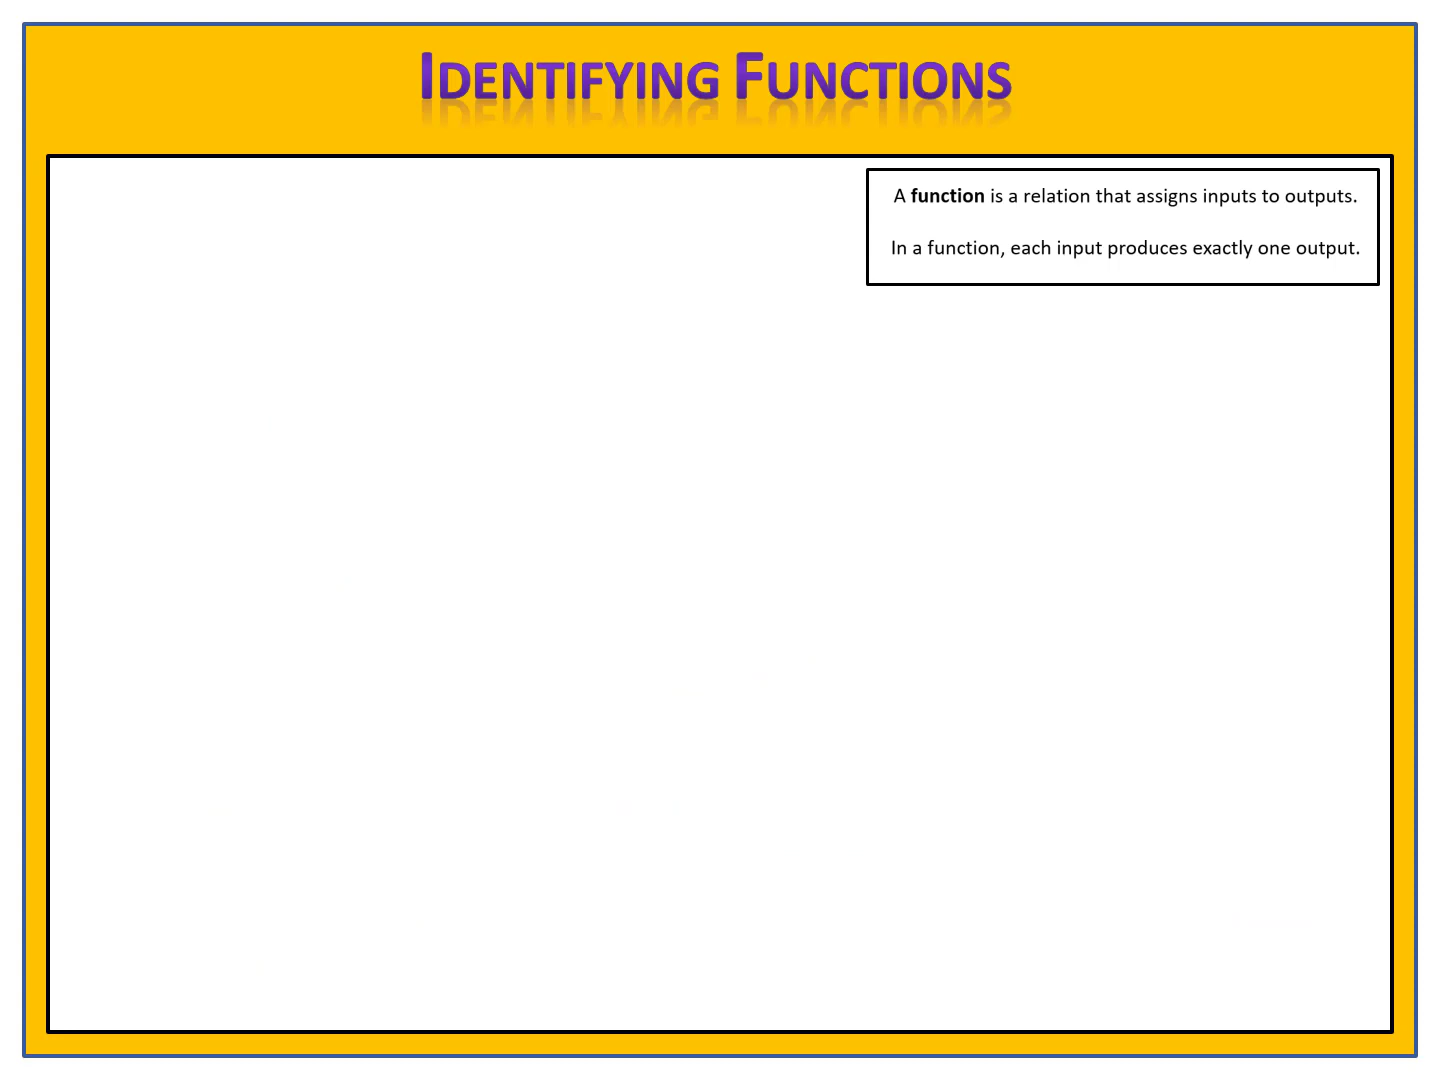 IDENTIFYING FUNCTIONS
A function is a relation that assigns inputs to outputs.
In a function, each input produces exactly one output.